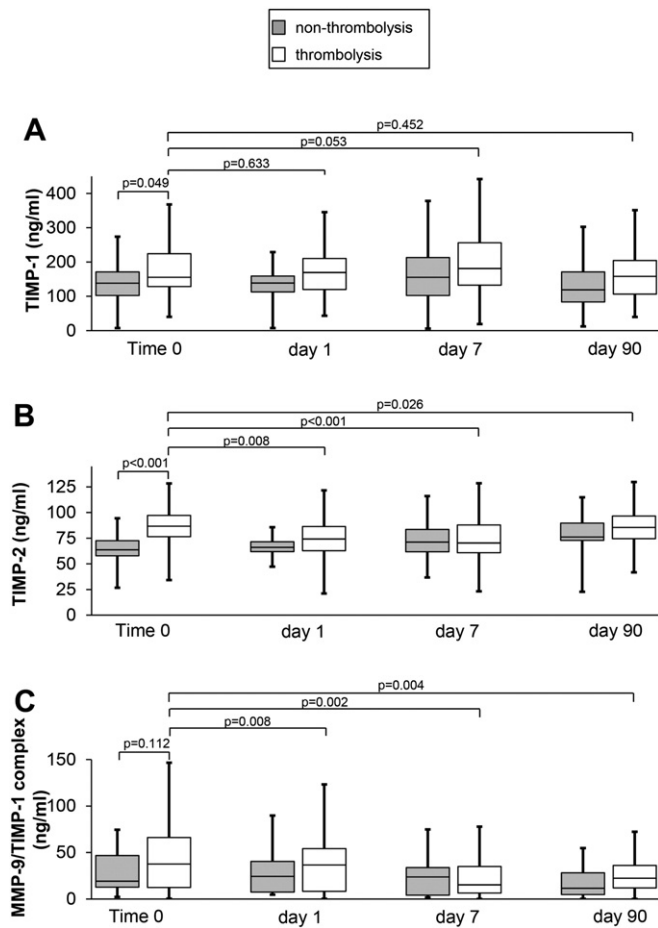 non-thrombolysis
thrombolysis
A
p=0.452
p=0.053
p=0.633
p=0.049
TIMP-1 (ng/ml)
400
300
200
100
0
Time 0 day 1 day 7 day 90
B
p=0.026
p<0.001
p=0.008
p<0.001
TIMP-2 (ng/ml)
125
100
75
50
25
0
Time 0 day 1 day 7 day 90
C
p=0.004
p=0.002
p=0.008
p=0.112
MMP-9/TIMP-1 complex
(ng/ml)
150
100
50
0
Time 0 day 1 day 7 day 90